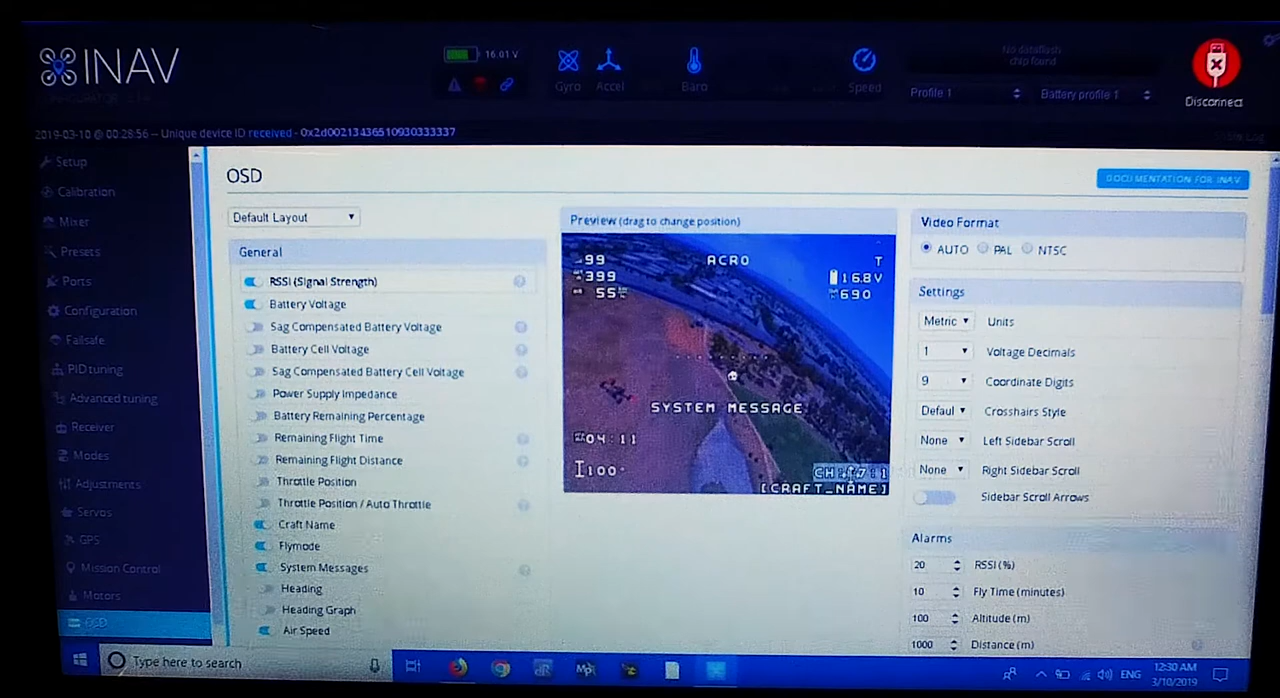 INAV
16.01 V
Gyro Accel Baro Speed
No dataflash
chip found
Profile 1
Battery profile 1
Disconnect
2019-03-10 @ 00:28:56 -- Unique device ID received - 0x2d00213436510930333337
Setup
Calibration
Mixer
Presets
Ports
Configuration
Failsafe
PID tuning
Advanced tuning
Receiver
Modes
Adjustments
Servos
GPS
Mission Control
Motors
OSD
OSD
DOCUMENTATION FOR INAV
Default Layout
General
RSSI (Signal Strength)
Battery Voltage
Sag Compensated Battery Voltage
Battery Cell Voltage
Sag Compensated Battery Cell Voltage
Power Supply Impedance
Battery Remaining Percentage
Remaining Flight Time
Remaining Flight Distance
Throttle Position
Throttle Position / Auto Throttle
Craft Name
Flymode
System Messages
Heading
Heading Graph
Air Speed
Preview (drag to change position)
99
ACRO
T
399
16.8V
55
690
SYSTEM MESSAGE
04:11
100
[CRAFT_NAME]
Video Format
AUTO PAL NTSC
Settings
Metric Units
1 Voltage Decimals
9 Coordinate Digits
Defaul Crosshairs Style
None Left Sidebar Scroll
None Right Sidebar Scroll
Sidebar Scroll Arrows
Alarms
20 RSSI (%)
10 Fly Time (minutes)
100 Altitude (m)
1000 Distance (m)
Type here to search
ENG
12:30 AM
3/10/2019